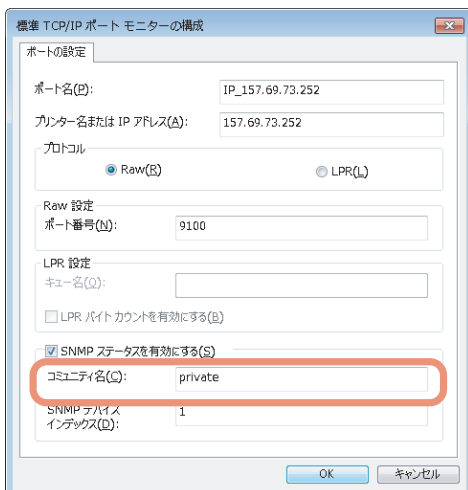 標準 TCP/IP ポート モニターの構成
ポートの設定
ポート名(P): IP_157.69.73.252
プリンター名または IP アドレス(A): 157.69.73.252
プロトコル
Raw(R) LPR(L)
Raw 設定
ポート番号(N): 9100
LPR 設定
キュー名(Q):
LPR バイト カウントを有効にする(B)
SNMP ステータスを有効にする(S)
コミュニティ名(C): private
SNMP デバイス 1
インデックス(D):
OK キャンセル